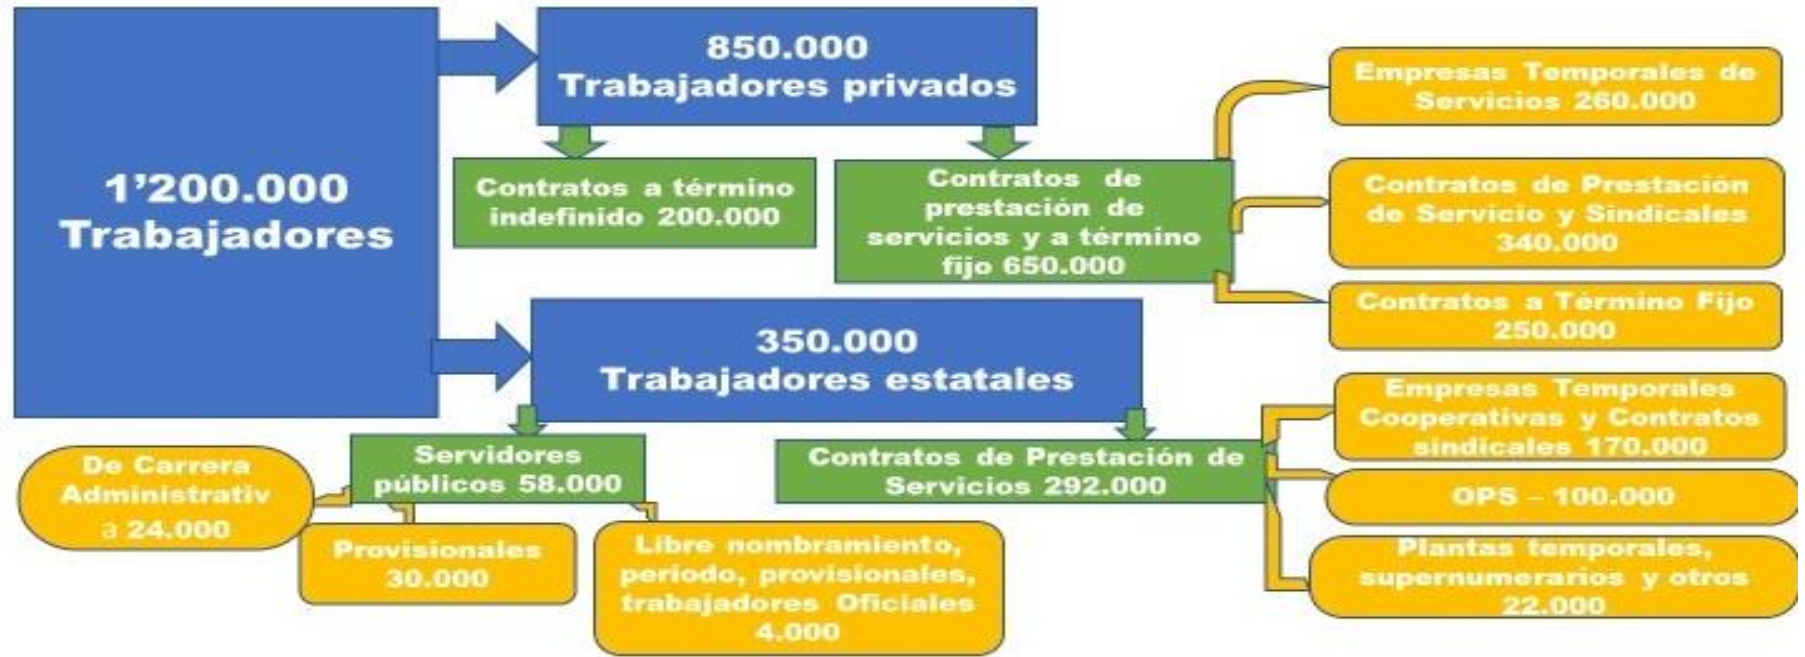 1’200.000
Trabajadores
850.000
Trabajadores privados
Contratos a término
indefinido 200.000
Contratos de
prestación de
servicios y a término
fijo 650.000
Empresas Temporales de
Servicios 260.000
Contratos de Prestación
de Servicio y Sindicales
340.000
Contratos a Término Fijo
250.000
350.000
Trabajadores estatales
Servidores
públicos 58.000
De Carrera
Administrativ
a 24.000
Provisionales
30.000
Libre nombramiento,
periodo, provisionales,
trabajadores Oficiales
4.000
Contratos de Prestación de
Servicios 292.000
Empresas Temporales
Cooperativas y Contratos
sindicales 170.000
OPS – 100.000
Plantas temporales,
supernumerarios y otros
22.000